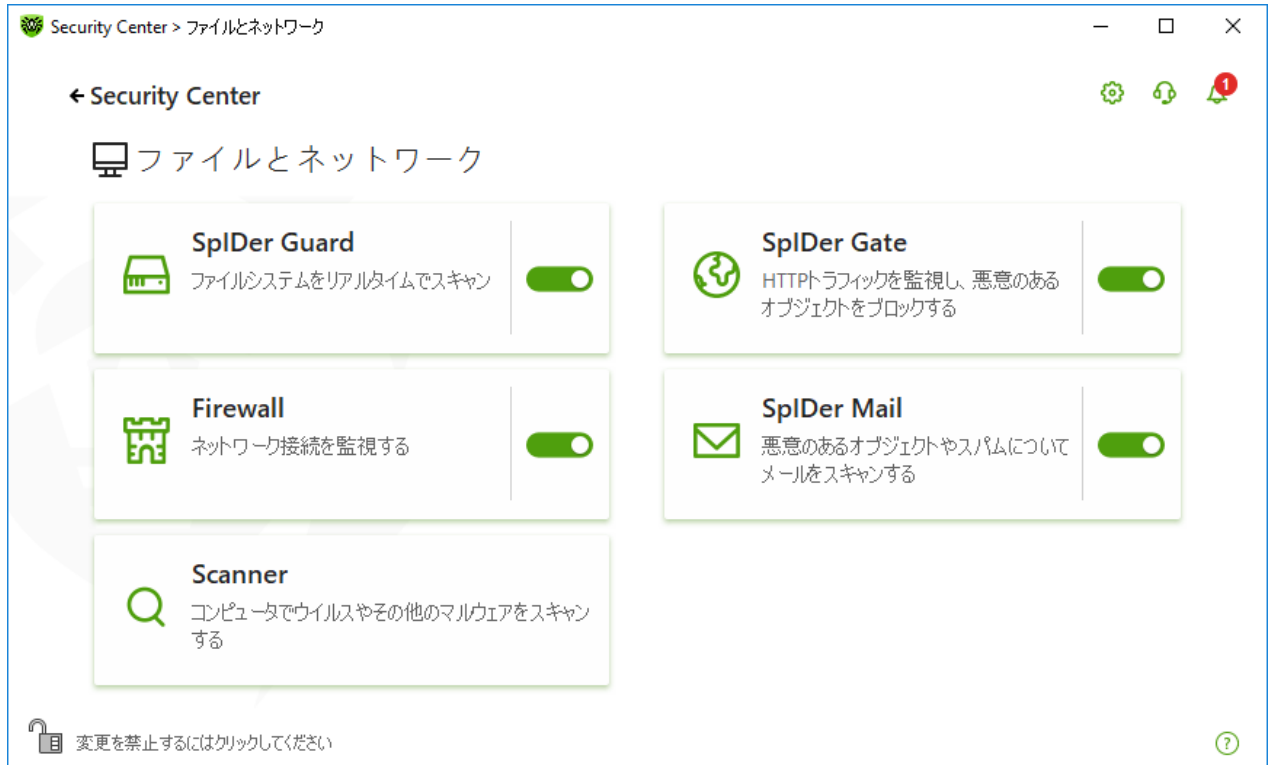 Security Center > ファイルとネットワーク
Security Center
1
ファイルとネットワーク
SpIDer Guard
ファイルシステムをリアルタイムでスキャン
SpIDer Gate
HTTPトラフィックを監視し、悪意のある
オブジェクトをブロックする
Firewall
ネットワーク接続を監視する
SpIDer Mail
悪意のあるオブジェクトやスパムについて
メールをスキャンする
Scanner
コンピュータでウイルスやその他のマルウェアをスキャン
する
変更を禁止するにはクリックしてください
?